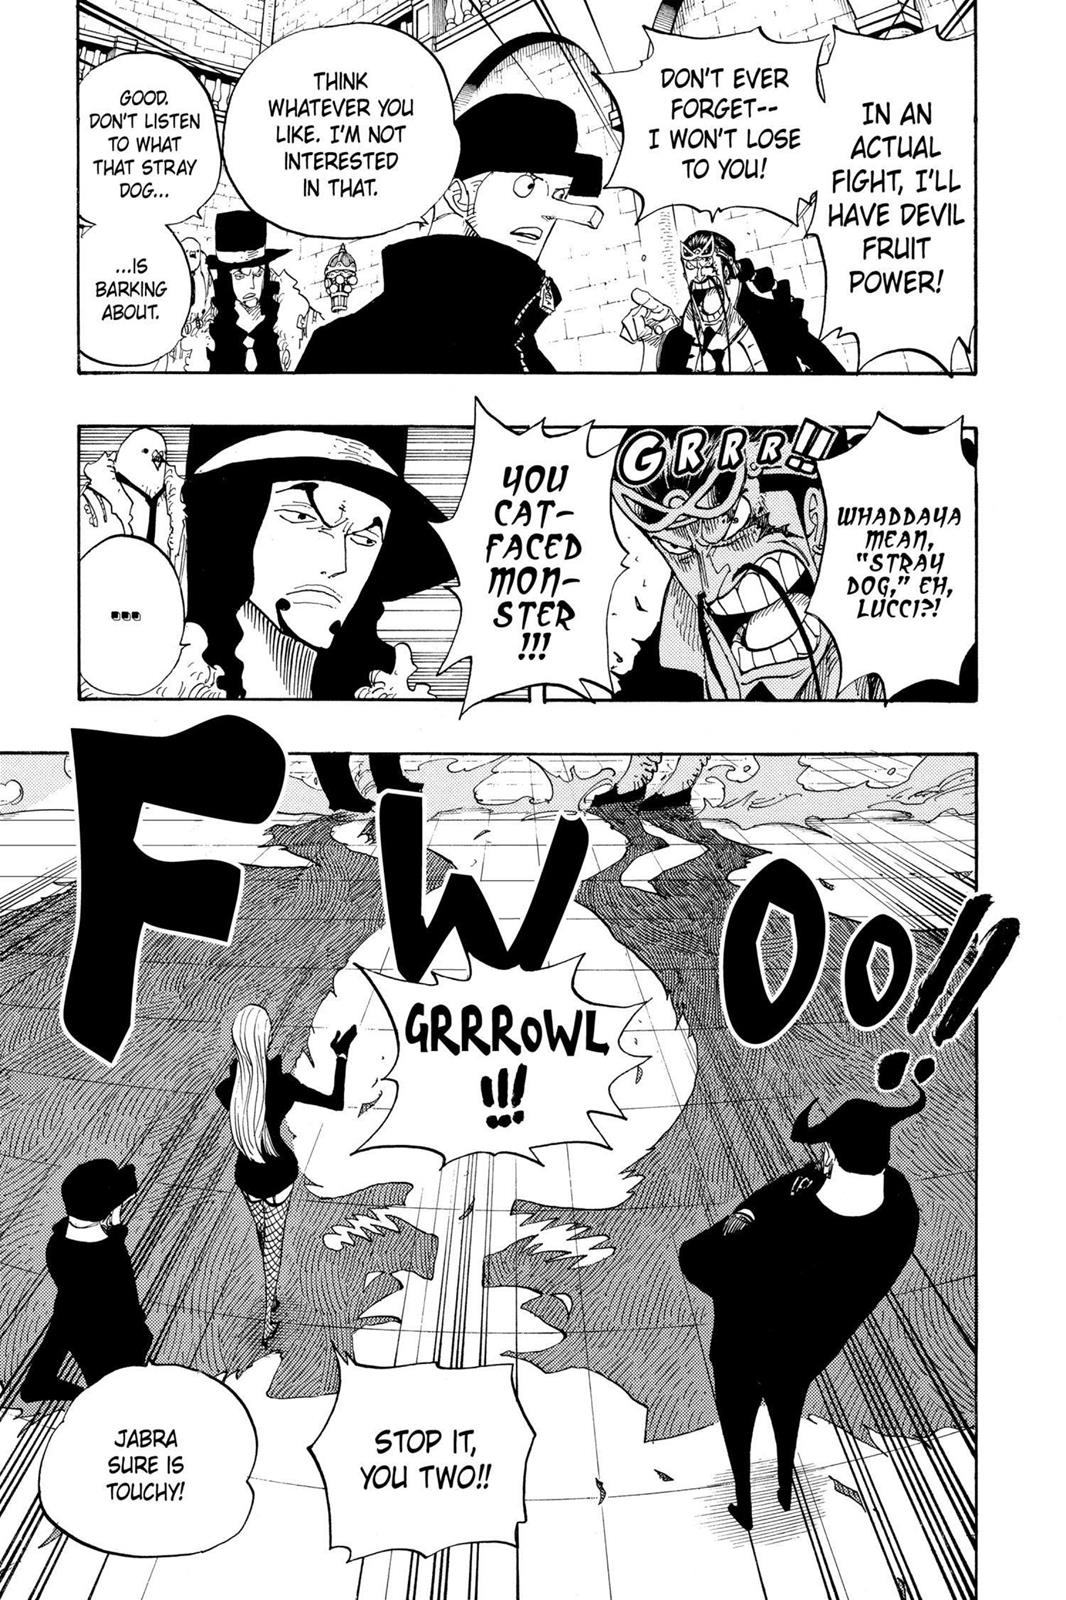 IN AN
ACTUAL
FIGHT, I'LL
HAVE DEVIL
FRUIT
POWER!
DON'T EVER
FORGET--
I WON'T LOSE
TO YOU!
THINK
WHATEVER YOU
LIKE. I'M NOT
INTERESTED
IN THAT.
GOOD.
DON'T LISTEN
TO WHAT
THAT STRAY
DOG...
...IS
BARKING
ABOUT.
WHADDAYA
MEAN,
"STRAY
DOG," EH,
LUCCI?!
GRRR!!
YOU
CAT-
FACED
MON-
STER
!!!
...
FWOO!!
GRRROWL
!!!
STOP IT,
YOU TWO!!
JABRA
SURE IS
TOUCHY!